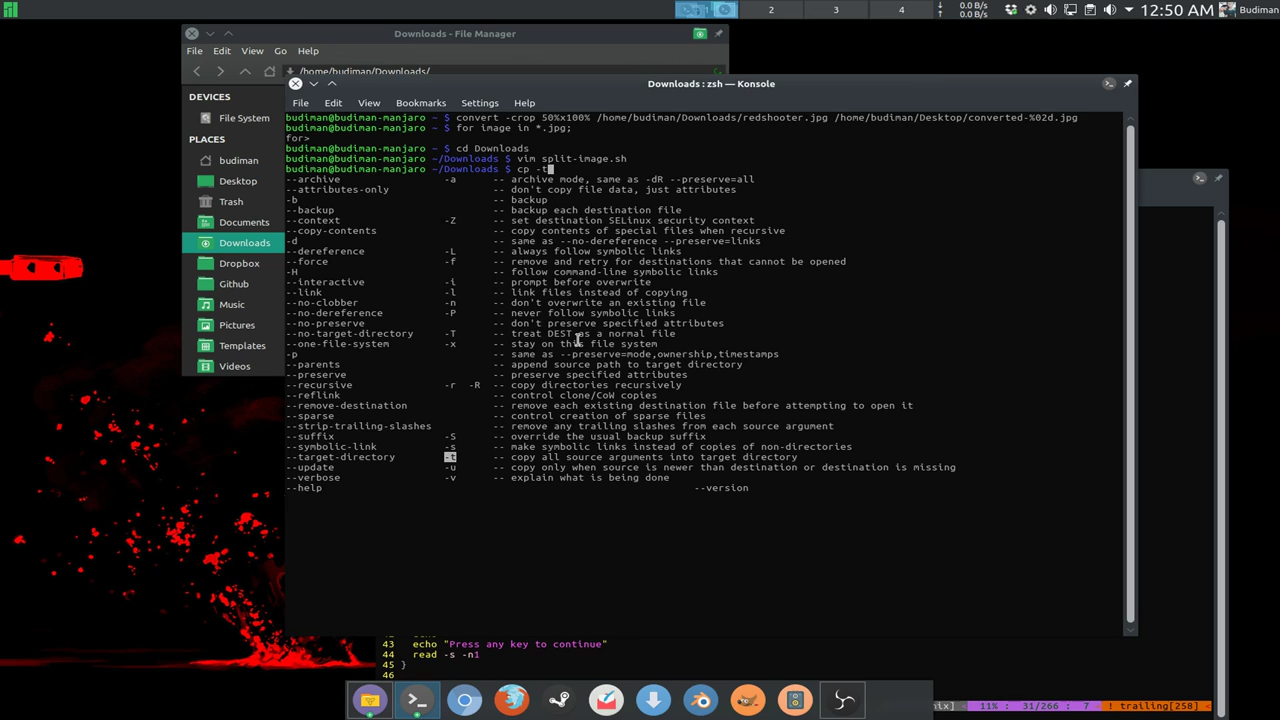 1
2
3
4
0.0 B/s
0.0 B/s
12:50 AM
Budiman
Downloads - File Manager
File Edit View Go Help
/home/budiman/Downloads/
DEVICES
File System
PLACES
budiman
Desktop
Trash
Documents
Downloads
Dropbox
Github
Music
Pictures
Templates
Videos
Downloads : zsh — Konsole
File Edit View Bookmarks Settings Help
budiman@budiman-manjaro ~ $ convert -crop 50%x100% /home/budiman/Downloads/redshooter.jpg /home/budiman/Desktop/converted-%02d.jpg
budiman@budiman-manjaro ~ $ for image in *.jpg;
for>
budiman@budiman-manjaro ~ $ cd Downloads
budiman@budiman-manjaro ~/Downloads $ vim split-image.sh
budiman@budiman-manjaro ~/Downloads $ cp -t
--archive -a -- archive mode, same as -dR --preserve=all
--attributes-only -- don't copy file data, just attributes
-b -- backup
--backup -- backup each destination file
--context -Z -- set destination SELinux security context
--copy-contents -- copy contents of special files when recursive
-d -- same as --no-dereference --preserve=links
--dereference -L -- always follow symbolic links
--force -f -- remove and retry for destinations that cannot be opened
-H -- follow command-line symbolic links
--interactive -i -- prompt before overwrite
--link -l -- link files instead of copying
--no-clobber -n -- don't overwrite an existing file
--no-dereference -P -- never follow symbolic links
--no-preserve -- don't preserve specified attributes
--no-target-directory -T -- treat DEST as a normal file
--one-file-system -x -- stay on this file system
-p -- same as --preserve=mode,ownership,timestamps
--parents -- append source path to target directory
--preserve -- preserve specified attributes
--recursive -r -R -- copy directories recursively
--reflink -- control clone/CoW copies
--remove-destination -- remove each existing destination file before attempting to open it
--sparse -- control creation of sparse files
--strip-trailing-slashes -- remove any trailing slashes from each source argument
--suffix -S -- override the usual backup suffix
--symbolic-link -s -- make symbolic links instead of copies of non-directories
--target-directory -t -- copy all source arguments into target directory
--update -u -- copy only when source is newer than destination or destination is missing
--verbose -v -- explain what is being done
--help --version
43 echo "Press any key to continue"
44 read -s -n1
45 }
46
11% : 31/266 : 7 ! trailing[258]